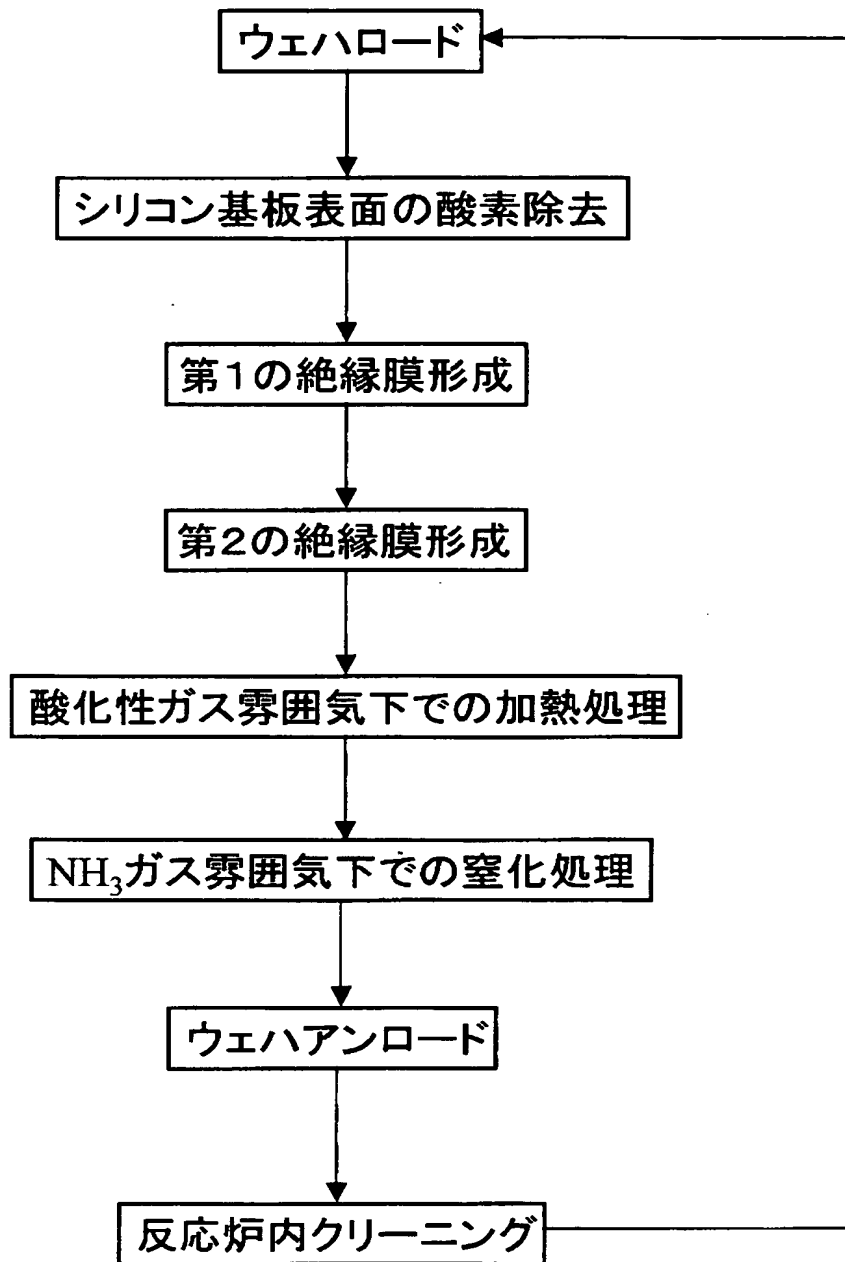 ウェハロード
シリコン基板表面の酸素除去
第1の絶縁膜形成
第2の絶縁膜形成
酸化性ガス雰囲気下での加熱処理
NH₃ガス雰囲気下での窒化処理
ウェハアンロード
反応炉内クリーニング